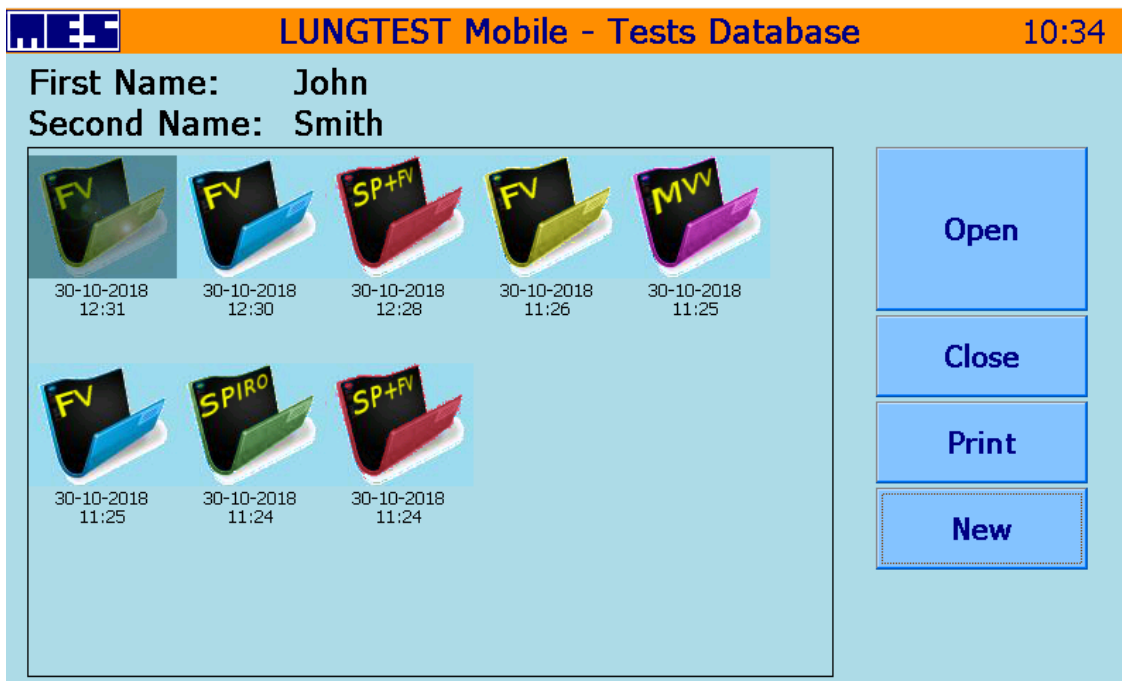 MES LUNGTEST Mobile - Tests Database 10:34
First Name: John
Second Name: Smith
FV FV SP+FV FV MVV
30-10-2018 30-10-2018 30-10-2018 30-10-2018 30-10-2018
12:31 12:30 12:28 11:26 11:25
FV SPIRO SP+FV
30-10-2018 30-10-2018 30-10-2018
11:25 11:24 11:24
Open
Close
Print
New